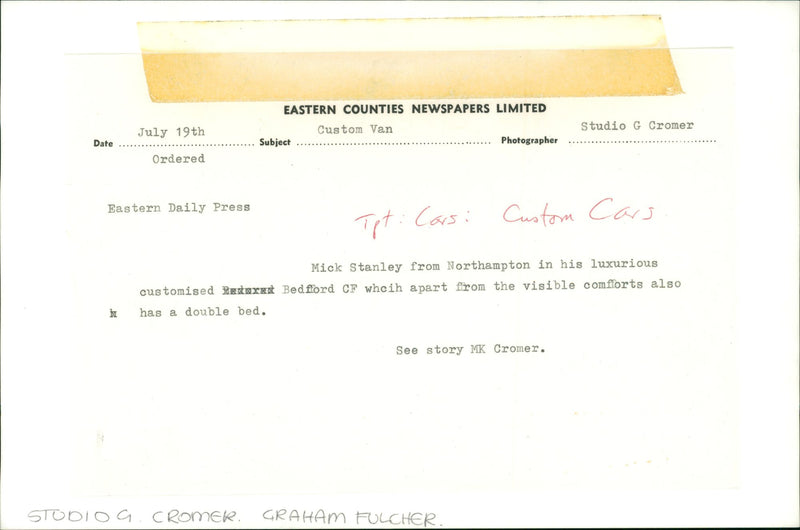 EASTERN COUNTIES NEWSPAPERS LIMITED
Date July 19th Subject Custom Van Photographer Studio G Cromer
Ordered
Eastern Daily Press
Tpt: Cars: Custom Cars
Mick Stanley from Northampton in his luxurious
customised Bedford CF whcih apart from the visible comforts also
has a double bed.
See story MK Cromer.
STUDIO G. CROMER. GRAHAM FULCHER.